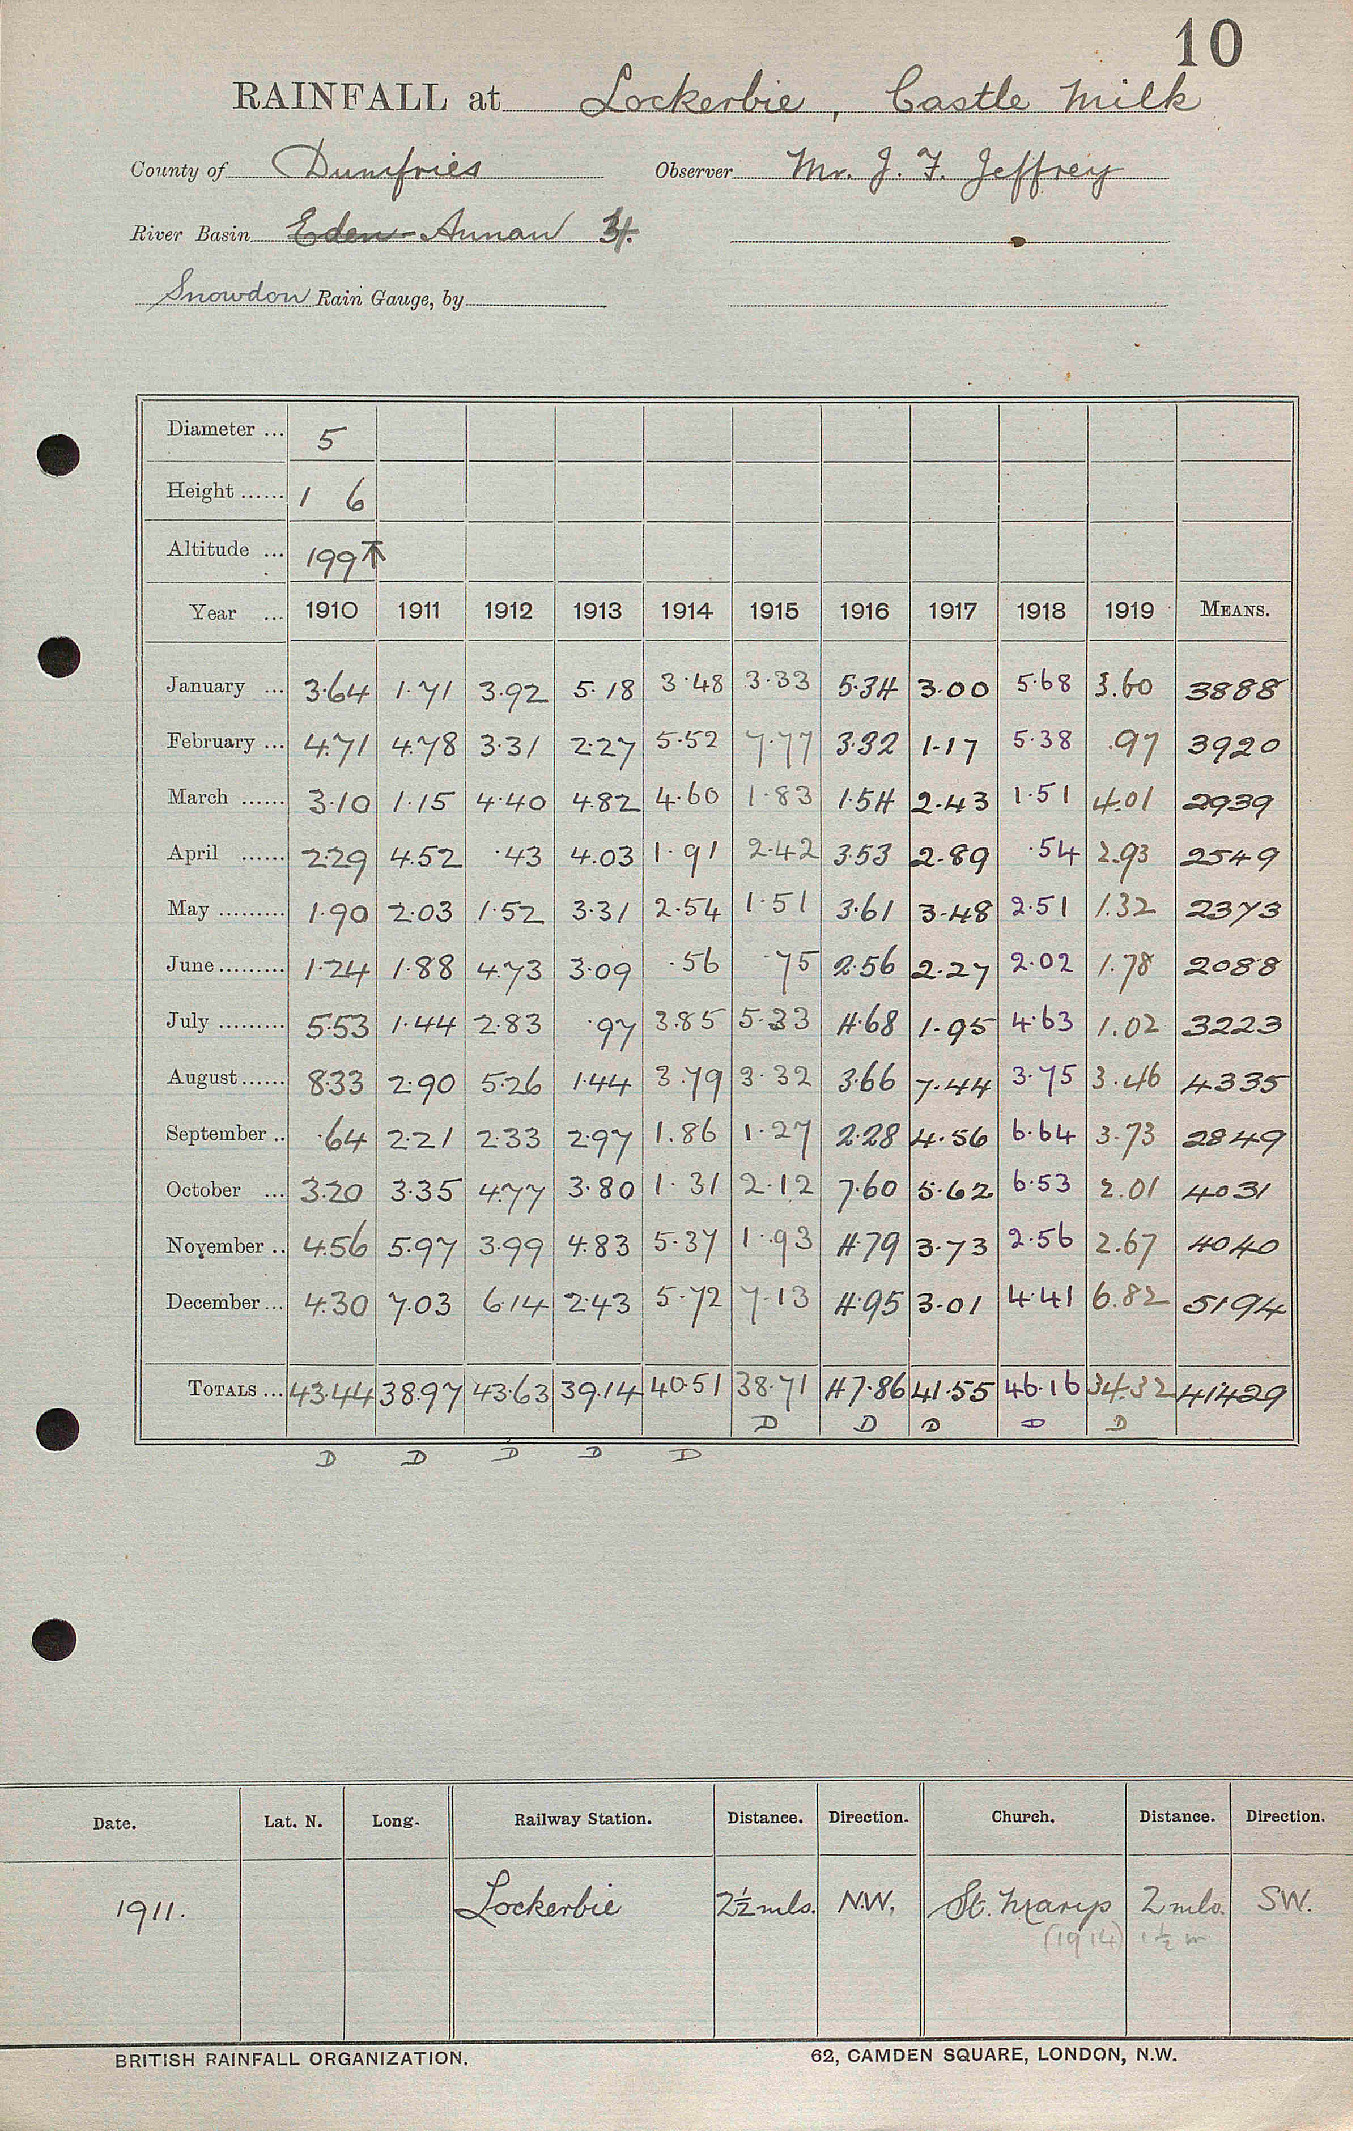 10
RAINFALL at Lockerbie, Castle Milk
County of Dumfries Observer Mr. J. F. Jeffrey
River Basin Eden-Annan
Snowdon Rain Gauge, by
Diameter ... 5
Height ...... 1 6
Altitude ... 199 T
Year ... 1910 1911 1912 1913 1914 1915 1916 1917 1918 1919 MEANS.
January ... 3.64 1.71 3.92 5.18 3.48 3.33 5.34 3.00 5.68 3.60 3888
February ... 4.71 4.78 3.31 2.27 5.52 7.77 3.32 1.17 5.38 .97 3920
March ...... 3.10 1.15 4.40 4.82 4.60 1.83 1.54 2.43 1.51 4.01 2939
April ...... 2.29 4.52 .43 4.03 1.91 2.42 3.53 2.89 .54 2.93 2549
May ......... 1.90 2.03 1.52 3.31 2.54 1.51 3.61 3.48 2.51 1.32 2373
June ......... 1.24 1.88 4.73 3.09 .56 .75 2.56 2.27 2.02 1.78 2088
July ......... 5.53 1.44 2.83 .97 3.85 5.33 4.68 1.95 4.63 1.02 3223
August ...... 8.33 2.90 5.26 1.44 3.79 3.32 3.66 7.44 3.75 3.46 4335
September .. .64 2.21 2.33 2.97 1.86 1.27 2.28 4.56 6.64 3.73 2849
October ... 3.20 3.35 4.77 3.80 1.31 2.12 7.60 5.62 6.53 2.01 4031
November .. 4.56 5.97 3.99 4.83 5.37 1.93 4.79 3.73 2.56 2.67 4040
December ... 4.30 7.03 6.14 2.43 5.72 7.13 4.95 3.01 4.41 6.82 5194
TOTALS ... 43.44 38.97 43.63 39.14 40.51 38.71 47.86 41.55 46.16 34.32 41429
D D D D D
D D D D D
Date. Lat. N. Long. Railway Station. Distance. Direction. Church. Distance. Direction.
1911. Lockerbie 2½ mls. N.W. St. Marys 2 mls. SW.
(1914) 1½ m
BRITISH RAINFALL ORGANIZATION. 62, CAMDEN SQUARE, LONDON, N.W.